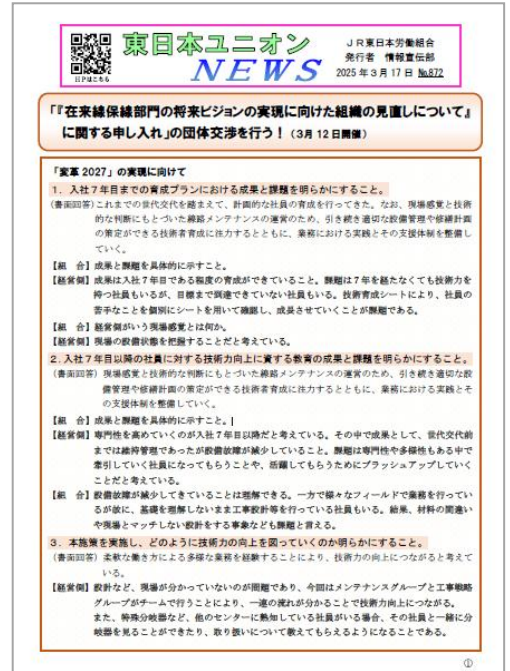 東日本ユニオン
NEWS
HPはこちら
ＪＲ東日本労働組合
発行者　情報宣伝部
2025年3月17日 №872
「『在来線保線部門の将来ビジョンの実現に向けた組織の見直しについて』
に関する申し入れ」の団体交渉を行う！（3月12日開催）
「変革2027」の実現に向けて
１．入社７年目までの育成プランにおける成果と課題を明らかにすること。
(書面回答)これまでの世代交代を踏まえて、計画的な社員の育成を行ってきた。なお、現場感覚と技術
的な判断にもとづいた線路メンテナンスの運営のため、引き続き適切な設備管理や修繕計画
の策定ができる技術者育成に注力するとともに、業務における実践とその支援体制を整備し
ていく。
【組　合】成果と課題を具体的に示すこと。
【経営側】成果は入社７年目である程度の育成ができていること。課題は７年を経たなくても技術力を
持つ社員もいるが、目標まで到達できていない社員もいる。技術育成シートにより、社員の
苦手なことを個別にシートを用いて確認し、成長させていくことが課題である。
【組　合】経営側がいう現場感覚とは何か。
【経営側】現場の設備状態を把握することだと考えている。
２.入社７年目以降の社員に対する技術力向上に資する教育の成果と課題を明らかにすること。
(書面回答) 現場感覚と技術的な判断にもとづいた線路メンテナンスの運営のため、引き続き適切な設
備管理や修繕計画の策定ができる技術者育成に注力するとともに、業務における実践とそ
の支援体制を整備していく。
【組　合】成果と課題を具体的に示すこと。
【経営側】専門性を高めていくのが入社７年目以降だと考えている。その中で成果として、世代交代前
までは維持管理であったが設備故障が減少していること。課題は専門性や多様性もある中で
牽引していく社員になってもらうことや、活躍してもらうためにブラッシュアップしていく
ことだと考えている。
【組　合】設備故障が減少してきていることは理解できる。一方で様々なフィールドで業務を行ってい
るが故に、基礎を理解しないまま工事設計等を行っている社員もいる。結果、材料の間違い
や現場とマッチしない設計をする事象なども課題と言える。
３．本施策を実施し、どのように技術力の向上を図っていくのか明らかにすること。
(書面回答) 柔軟な働き方による多様な業務を経験することにより、技術力の向上につながると考えて
いる。
【経営側】設計など、現場が分かっていないのが問題であり、今回はメンテナンスグループと工事戦略
グループがチームで行うことにより、一連の流れが分かることで技術力向上につながる。
また、特殊分岐器など、他のセンターに熟知している社員がいる場合、その社員と一緒に分
岐器を見ることができたり、取り扱いについて教えてもらえるようになることである。
①